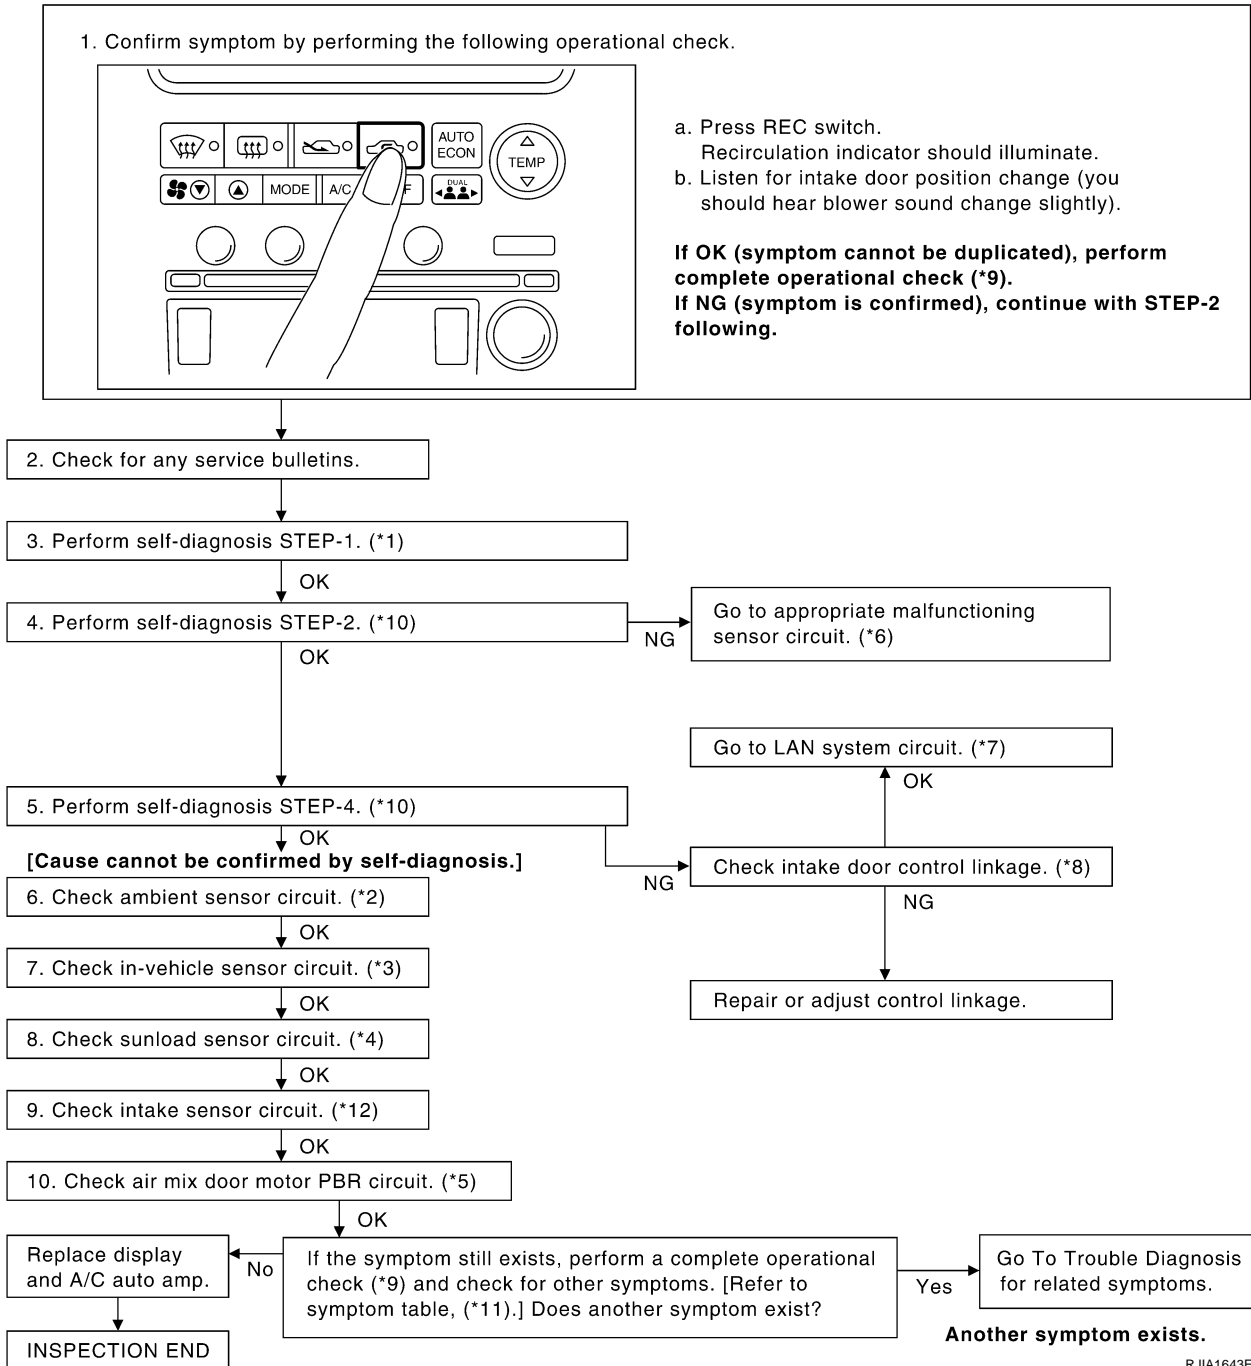 1. Confirm symptom by performing the following operational check.
AUTO
ECON
TEMP
MODE
A/C
F
DUAL
a. Press REC switch.
Recirculation indicator should illuminate.
b. Listen for intake door position change (you
should hear blower sound change slightly).
If OK (symptom cannot be duplicated), perform
complete operational check (*9).
If NG (symptom is confirmed), continue with STEP-2
following.
2. Check for any service bulletins.
3. Perform self-diagnosis STEP-1. (*1)
OK
4. Perform self-diagnosis STEP-2. (*10)
NG
Go to appropriate malfunctioning
sensor circuit. (*6)
OK
Go to LAN system circuit. (*7)
OK
5. Perform self-diagnosis STEP-4. (*10)
OK
[Cause cannot be confirmed by self-diagnosis.]
NG
Check intake door control linkage. (*8)
NG
Repair or adjust control linkage.
6. Check ambient sensor circuit. (*2)
OK
7. Check in-vehicle sensor circuit. (*3)
OK
8. Check sunload sensor circuit. (*4)
OK
9. Check intake sensor circuit. (*12)
OK
10. Check air mix door motor PBR circuit. (*5)
OK
Replace display
and A/C auto amp.
No
If the symptom still exists, perform a complete operational
check (*9) and check for other symptoms. [Refer to
symptom table, (*11).] Does another symptom exist?
Yes
Go To Trouble Diagnosis
for related symptoms.
Another symptom exists.
INSPECTION END
RJIA1643E